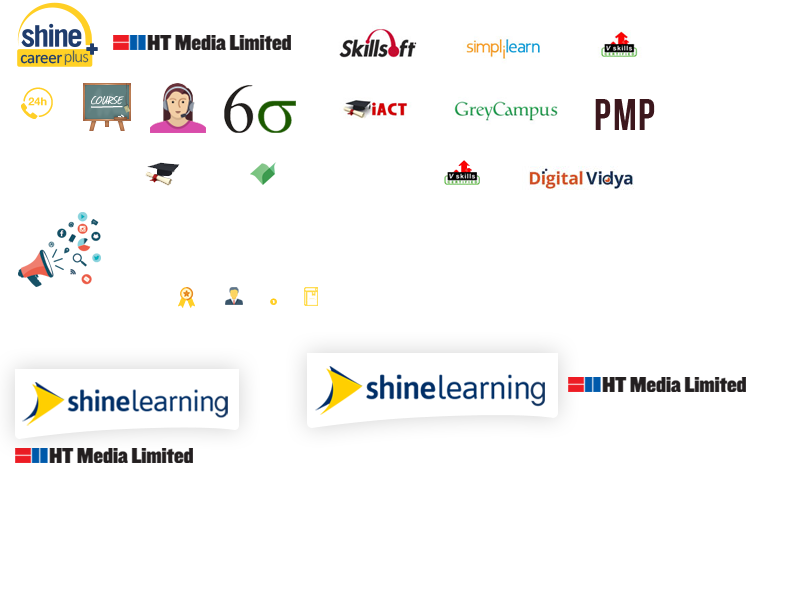 shine
career plus
HT Media Limited
Skillsoft
simplilearn
V skills
CERTIFIED
24h
COURSE
6σ
iACT
GreyCampus
PMP
V skills
CERTIFIED
Digital Vidya
shinelearning
shinelearning
HT Media Limited
HT Media Limited